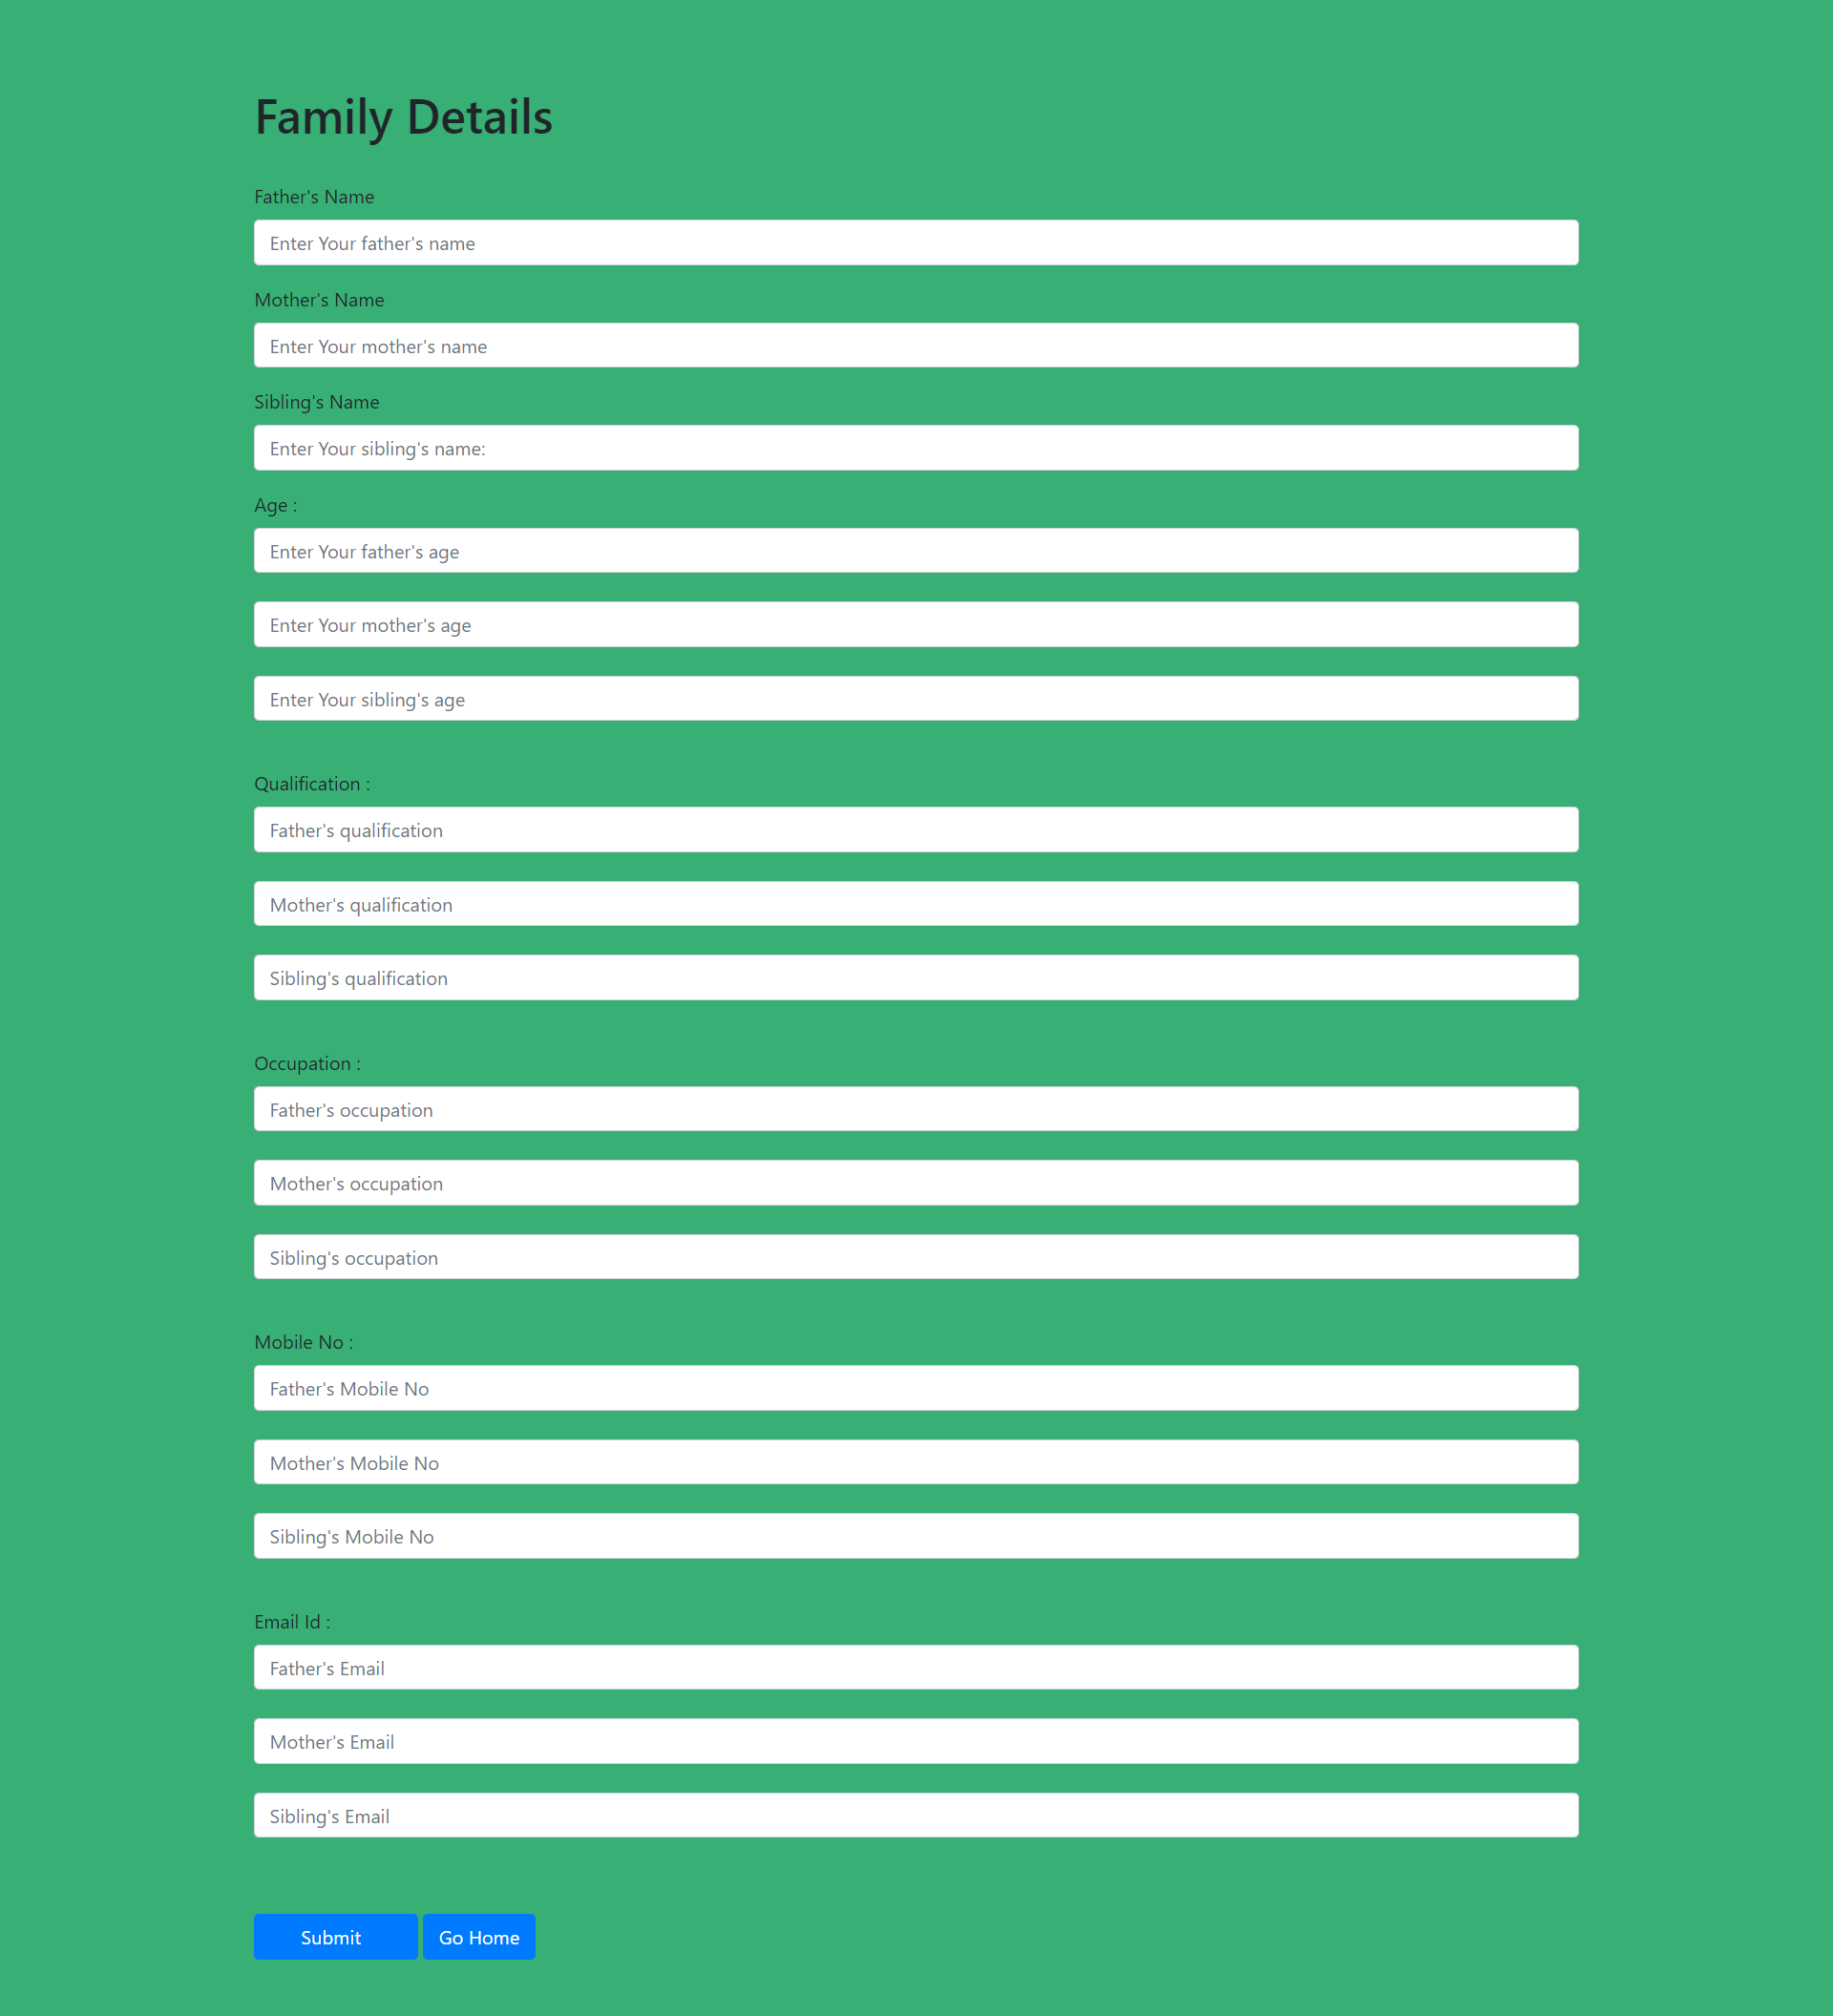 Family Details
Father's Name
Enter Your father's name
Mother's Name
Enter Your mother's name
Sibling's Name
Enter Your sibling's name:
Age :
Enter Your father's age
Enter Your mother's age
Enter Your sibling's age
Qualification :
Father's qualification
Mother's qualification
Sibling's qualification
Occupation :
Father's occupation
Mother's occupation
Sibling's occupation
Mobile No :
Father's Mobile No
Mother's Mobile No
Sibling's Mobile No
Email Id :
Father's Email
Mother's Email
Sibling's Email
Submit Go Home